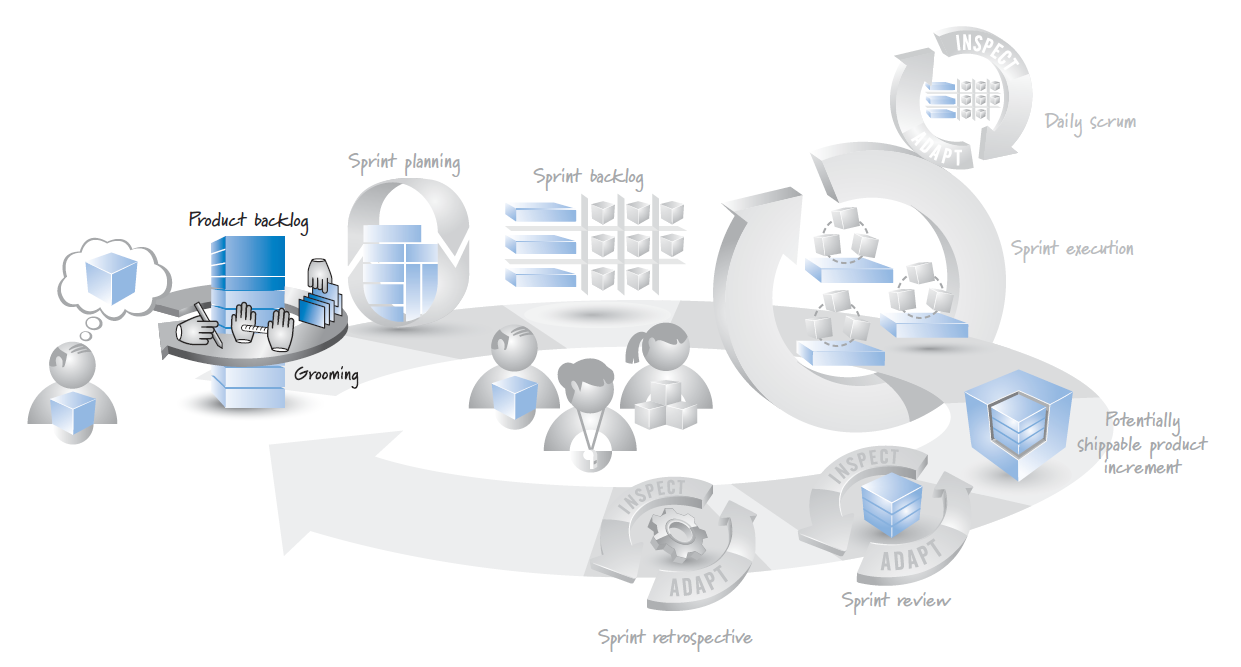 INSPECT
ADAPT
Daily scrum
Sprint planning
Sprint backlog
Product backlog
Sprint execution
Grooming
Potentially
shippable product
increment
INSPECT
ADAPT
Sprint review
INSPECT
ADAPT
Sprint retrospective